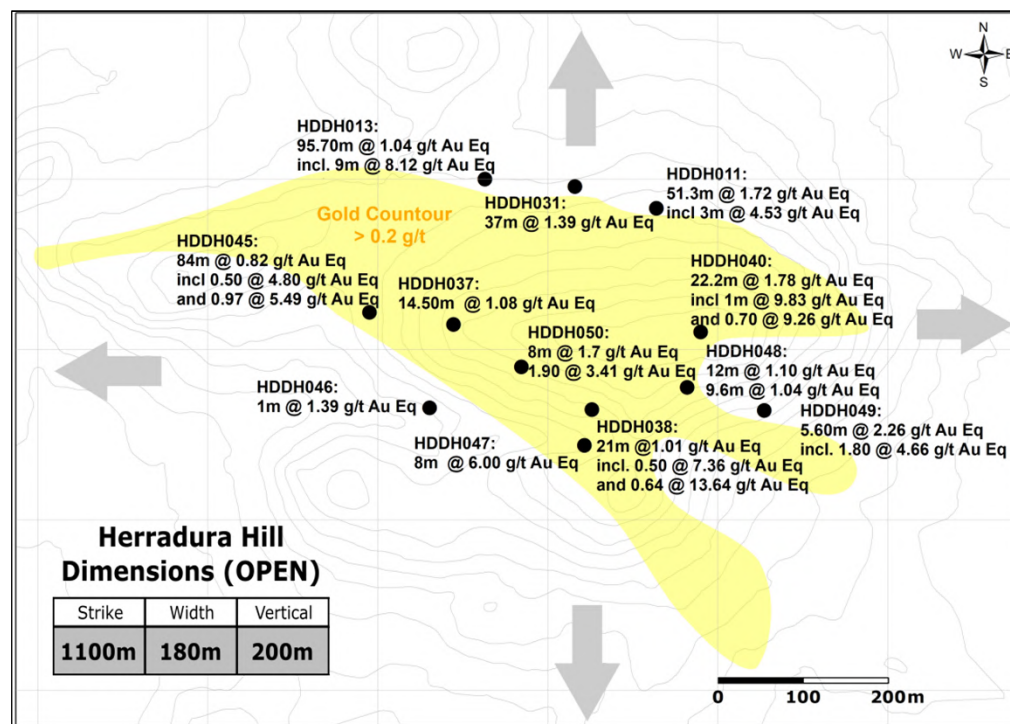 N
W E
S
HDDH013:
95.70m @ 1.04 g/t Au Eq
incl. 9m @ 8.12 g/t Au Eq
HDDH031:
37m @ 1.39 g/t Au Eq
HDDH011:
51.3m @ 1.72 g/t Au Eq
incl 3m @ 4.53 g/t Au Eq
Gold Countour
> 0.2 g/t
HDDH045:
84m @ 0.82 g/t Au Eq
incl 0.50 @ 4.80 g/t Au Eq
and 0.97 @ 5.49 g/t Au Eq
HDDH037:
14.50m @ 1.08 g/t Au Eq
HDDH040:
22.2m @ 1.78 g/t Au Eq
incl 1m @ 9.83 g/t Au Eq
and 0.70 @ 9.26 g/t Au Eq
HDDH050:
8m @ 1.7 g/t Au Eq
1.90 @ 3.41 g/t Au Eq
HDDH048:
12m @ 1.10 g/t Au Eq
9.6m @ 1.04 g/t Au Eq
HDDH046:
1m @ 1.39 g/t Au Eq
HDDH049:
5.60m @ 2.26 g/t Au Eq
incl. 1.80 @ 4.66 g/t Au Eq
HDDH047:
8m @ 6.00 g/t Au Eq
HDDH038:
21m @1.01 g/t Au Eq
incl. 0.50 @ 7.36 g/t Au Eq
and 0.64 @ 13.64 g/t Au Eq
Herradura Hill
Dimensions (OPEN)
Strike Width Vertical
1100m 180m 200m
0 100 200m